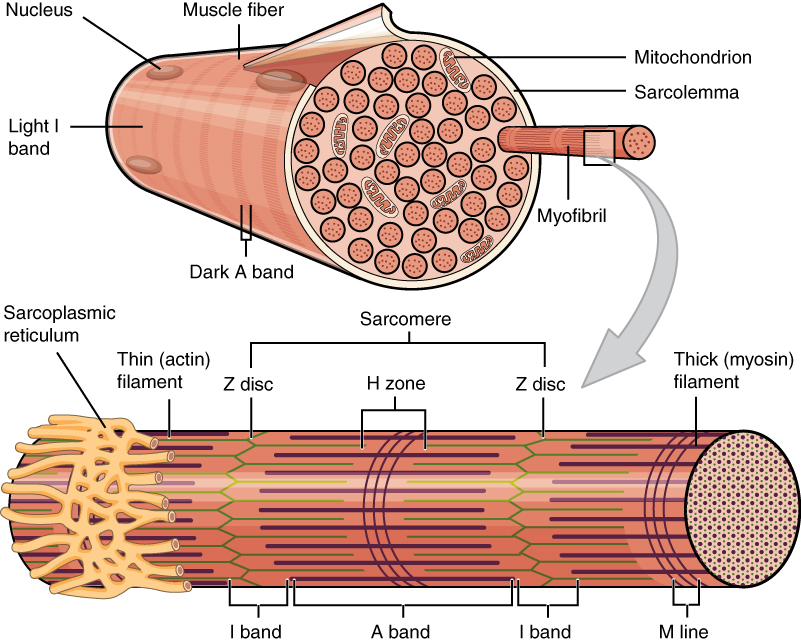 Nucleus
Muscle fiber
Mitochondrion
Sarcolemma
Light I
band
Myofibril
Dark A band
Sarcoplasmic
reticulum
Sarcomere
Thin (actin)
filament
Z disc
H zone
Z disc
Thick (myosin)
filament
I band
A band
I band
M line